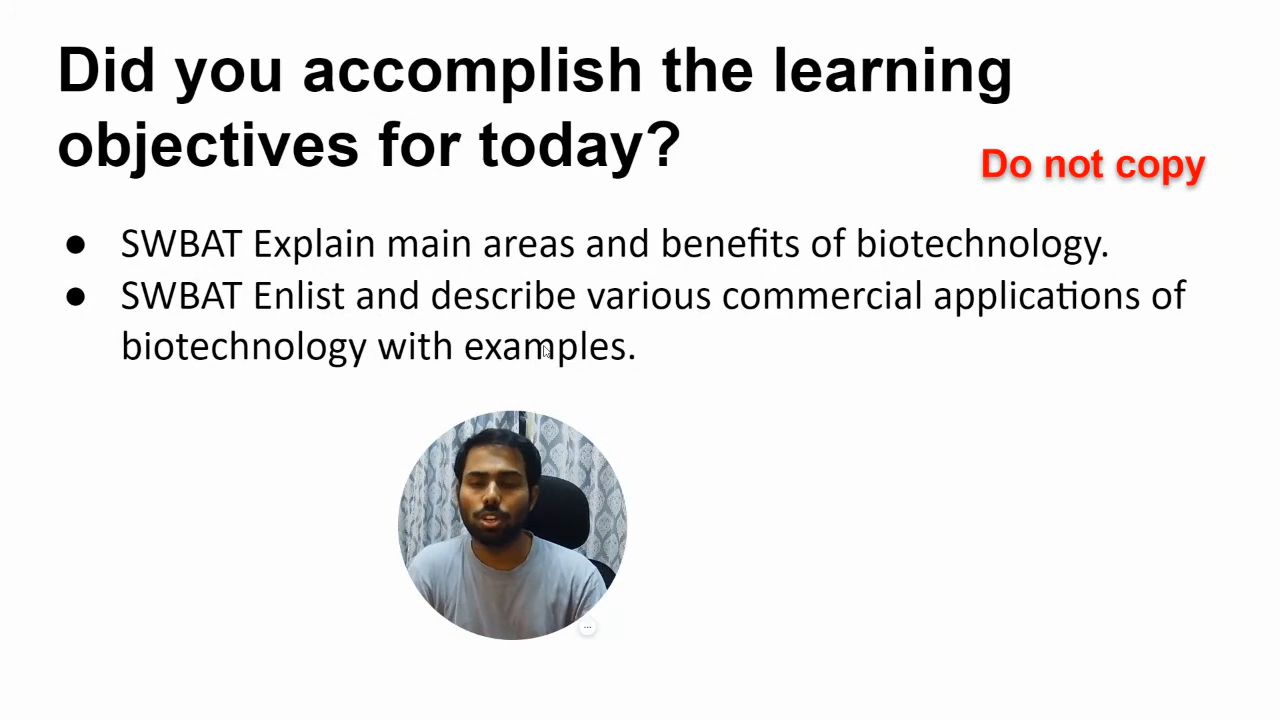 Did you accomplish the learning
objectives for today?
Do not copy
● SWBAT Explain main areas and benefits of biotechnology.
● SWBAT Enlist and describe various commercial applications of
biotechnology with examples.